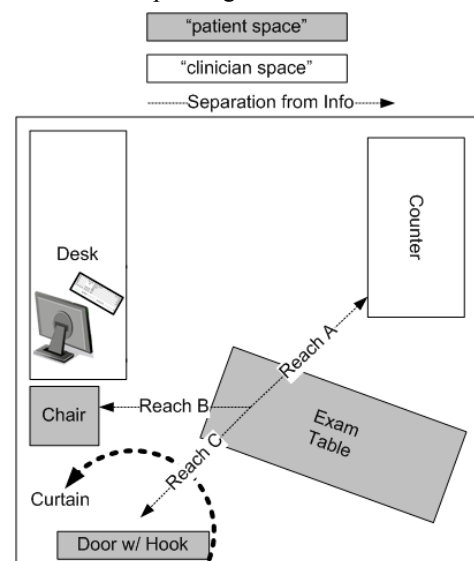 "patient space"
"clinician space"
Separation from Info
Desk
Counter
Reach A
Chair
Reach B
Exam
Table
Reach C
Curtain
Door w/ Hook